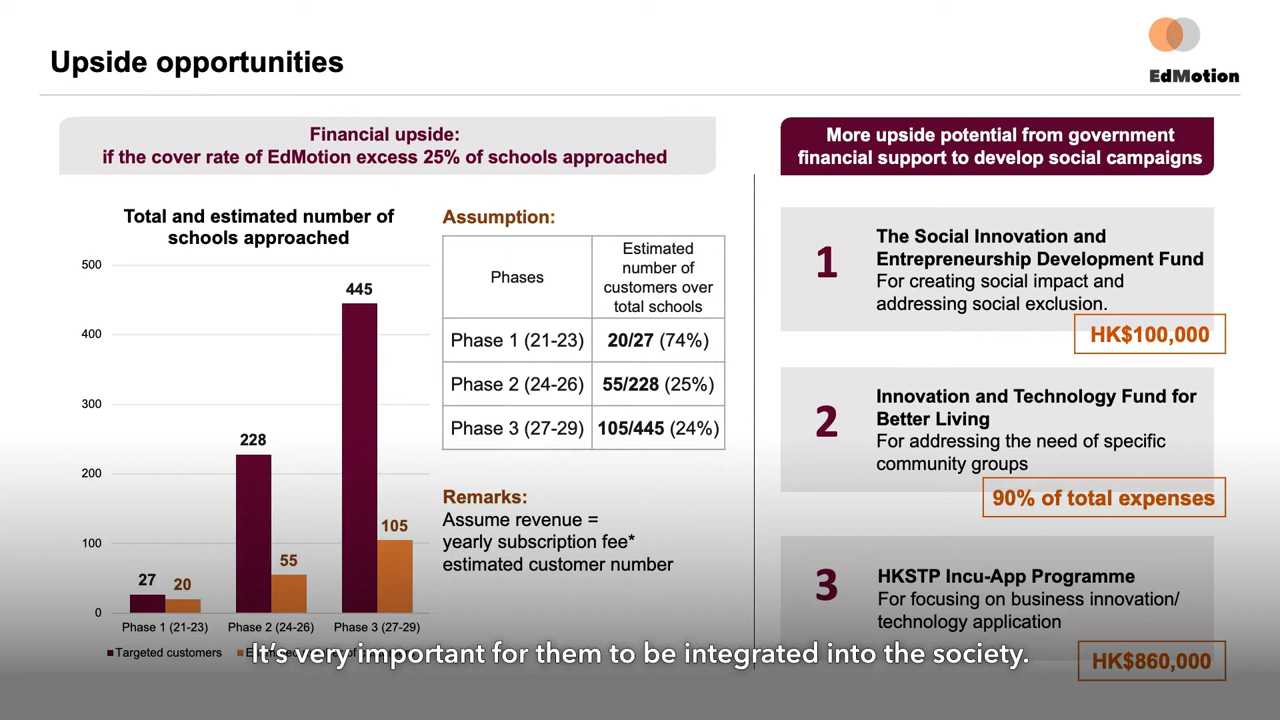 Upside opportunities
EdMotion
Financial upside:
if the cover rate of EdMotion excess 25% of schools approached
Total and estimated number of
schools approached
500
400
300
200
100
0
27
20
228
55
445
105
Phase 1 (21-23)
Phase 2 (24-26)
Phase 3 (27-29)
Targeted customers
Assumption:
Phases
Estimated
number of
customers over
total schools
Phase 1 (21-23)
20/27 (74%)
Phase 2 (24-26)
55/228 (25%)
Phase 3 (27-29)
105/445 (24%)
Remarks:
Assume revenue =
yearly subscription fee*
estimated customer number
More upside potential from government
financial support to develop social campaigns
1
The Social Innovation and
Entrepreneurship Development Fund
For creating social impact and
addressing social exclusion.
HK$100,000
2
Innovation and Technology Fund for
Better Living
For addressing the need of specific
community groups
90% of total expenses
3
HKSTP Incu-App Programme
For focusing on business innovation/
technology application
HK$860,000
It's very important for them to be integrated into the society.